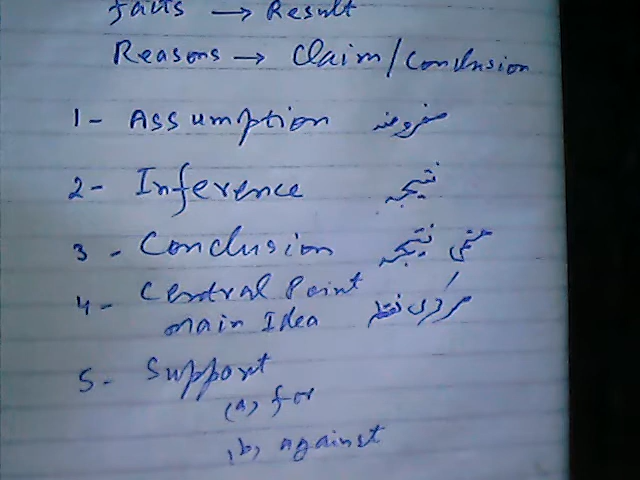 facts → Result
Reasons → Claim/Conclusion
1- Assumption مفروضہ
2- Inference نتیجہ
3- Conclusion حتمی نتیجہ
4- Central Point
main Idea مرکزی نقطہ
5- Support
(a) for
(b) against